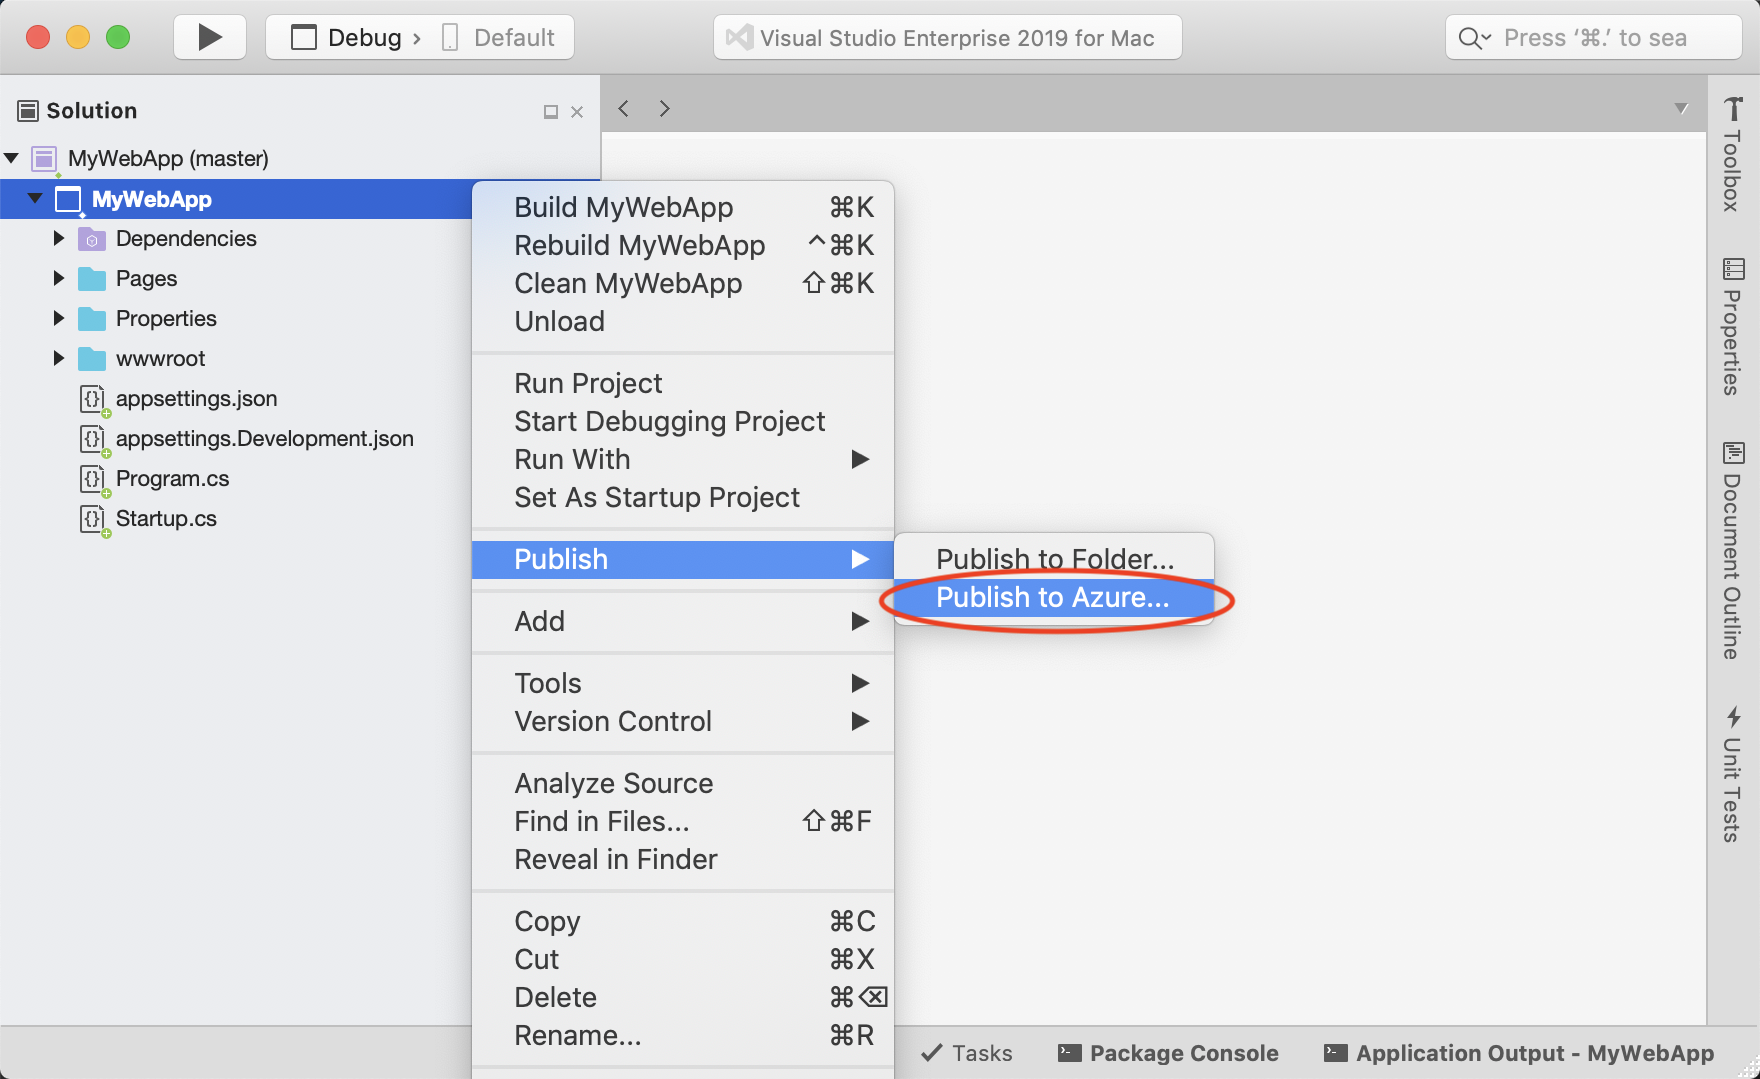 Debug › Default
Visual Studio Enterprise 2019 for Mac
Press ‘⌘.’ to sea
Solution
MyWebApp (master)
MyWebApp
Dependencies
Pages
Properties
wwwroot
appsettings.json
appsettings.Development.json
Program.cs
Startup.cs
Build MyWebApp ⌘K
Rebuild MyWebApp ^⌘K
Clean MyWebApp ⇧⌘K
Unload
Run Project
Start Debugging Project
Run With
Set As Startup Project
Publish
Publish to Folder...
Publish to Azure...
Add
Tools
Version Control
Analyze Source
Find in Files... ⇧⌘F
Reveal in Finder
Copy ⌘C
Cut ⌘X
Delete ⌘⌫
Rename... ⌘R
Toolbox
Properties
Document Outline
Unit Tests
Tasks
Package Console
Application Output - MyWebApp